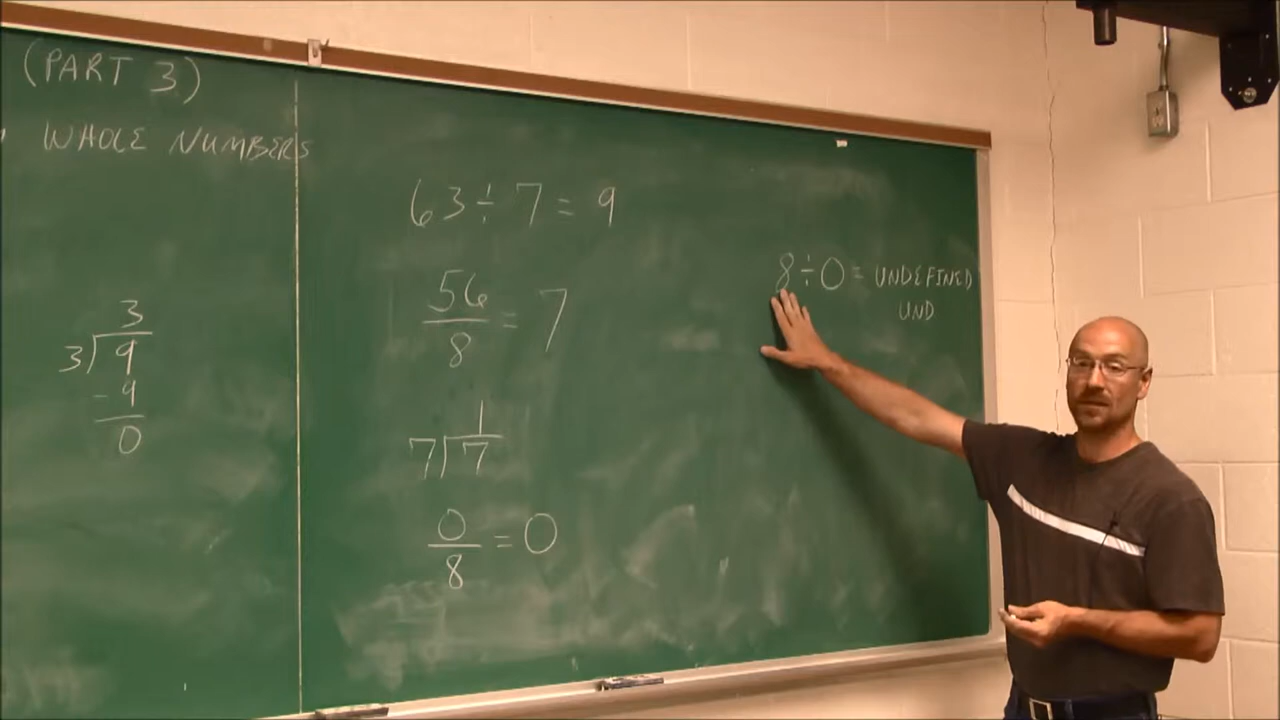 (PART 3)
WHOLE NUMBERS
3
3)9
-9
0
63 ÷ 7 = 9
56
8
= 7
1
7)7
0
8
= 0
8 ÷ 0 = UNDEFINED
UND